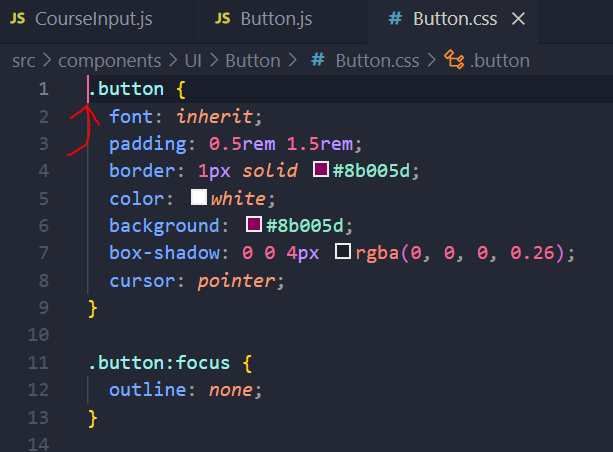 JS CourseInput.js JS Button.js # Button.css ×
src > components > UI > Button > # Button.css > .button
1 .button {
2 font: inherit;
3 padding: 0.5rem 1.5rem;
4 border: 1px solid #8b005d;
5 color: white;
6 background: #8b005d;
7 box-shadow: 0 0 4px rgba(0, 0, 0, 0.26);
8 cursor: pointer;
9 }
10
11 .button:focus {
12 outline: none;
13 }
14